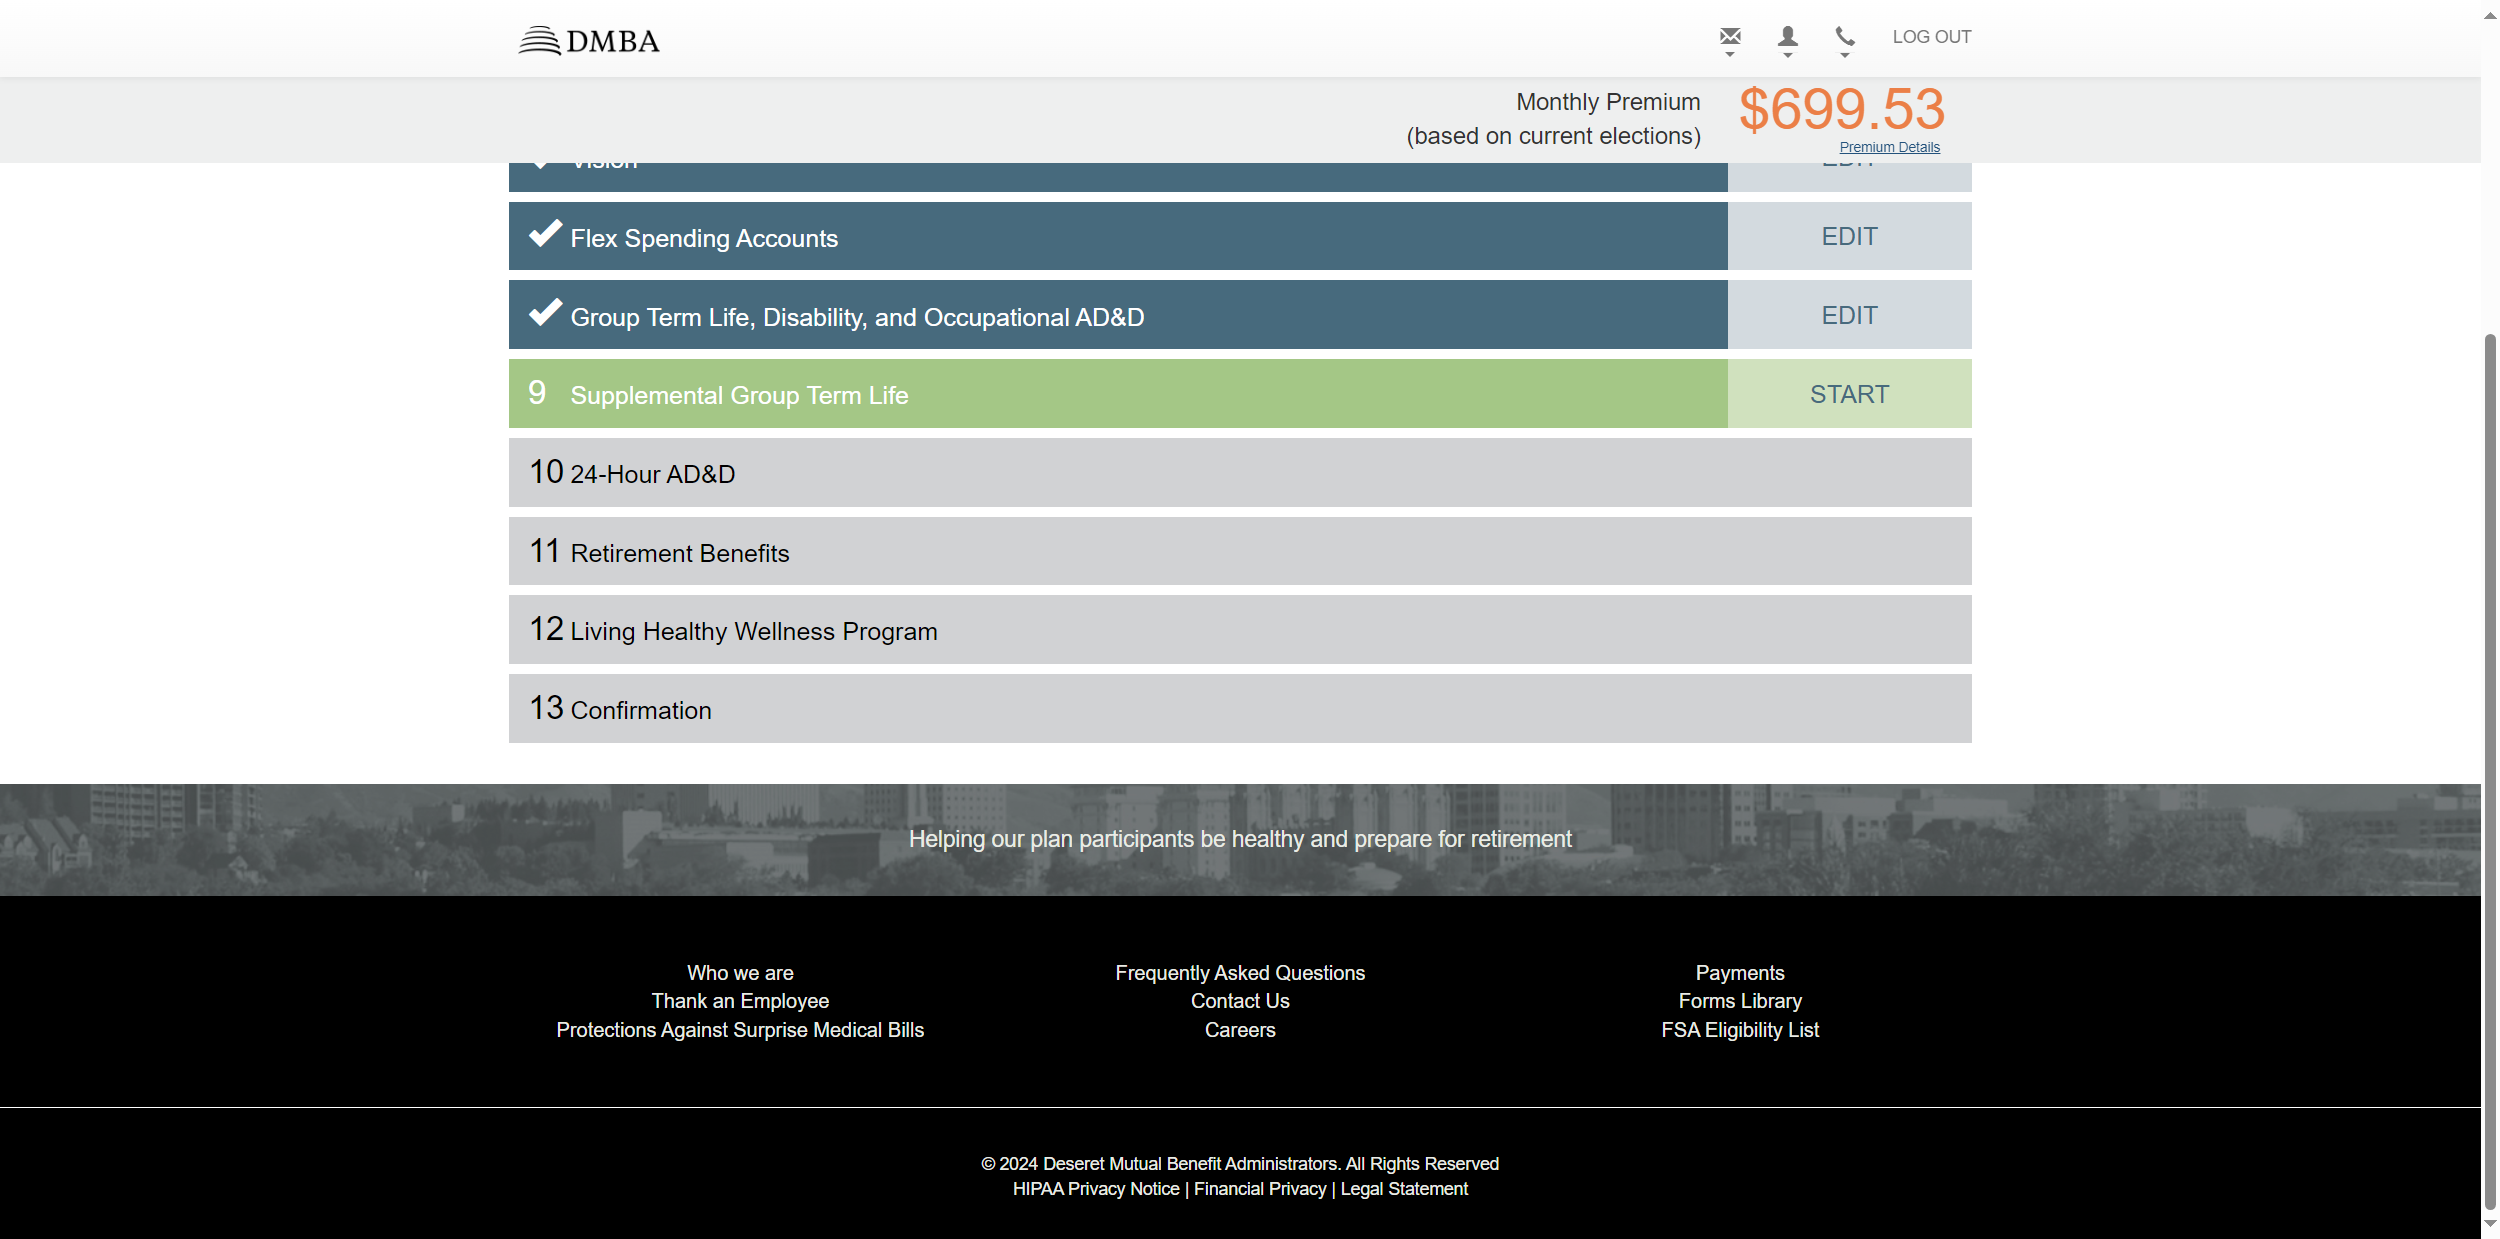 DMBA
LOG OUT
Monthly Premium
(based on current elections)
$699.53
Premium Details
Vision
EDIT
Flex Spending Accounts
EDIT
Group Term Life, Disability, and Occupational AD&D
EDIT
9 Supplemental Group Term Life
START
10 24-Hour AD&D
11 Retirement Benefits
12 Living Healthy Wellness Program
13 Confirmation
Helping our plan participants be healthy and prepare for retirement
Who we are
Thank an Employee
Protections Against Surprise Medical Bills
Frequently Asked Questions
Contact Us
Careers
Payments
Forms Library
FSA Eligibility List
© 2024 Deseret Mutual Benefit Administrators. All Rights Reserved
HIPAA Privacy Notice | Financial Privacy | Legal Statement